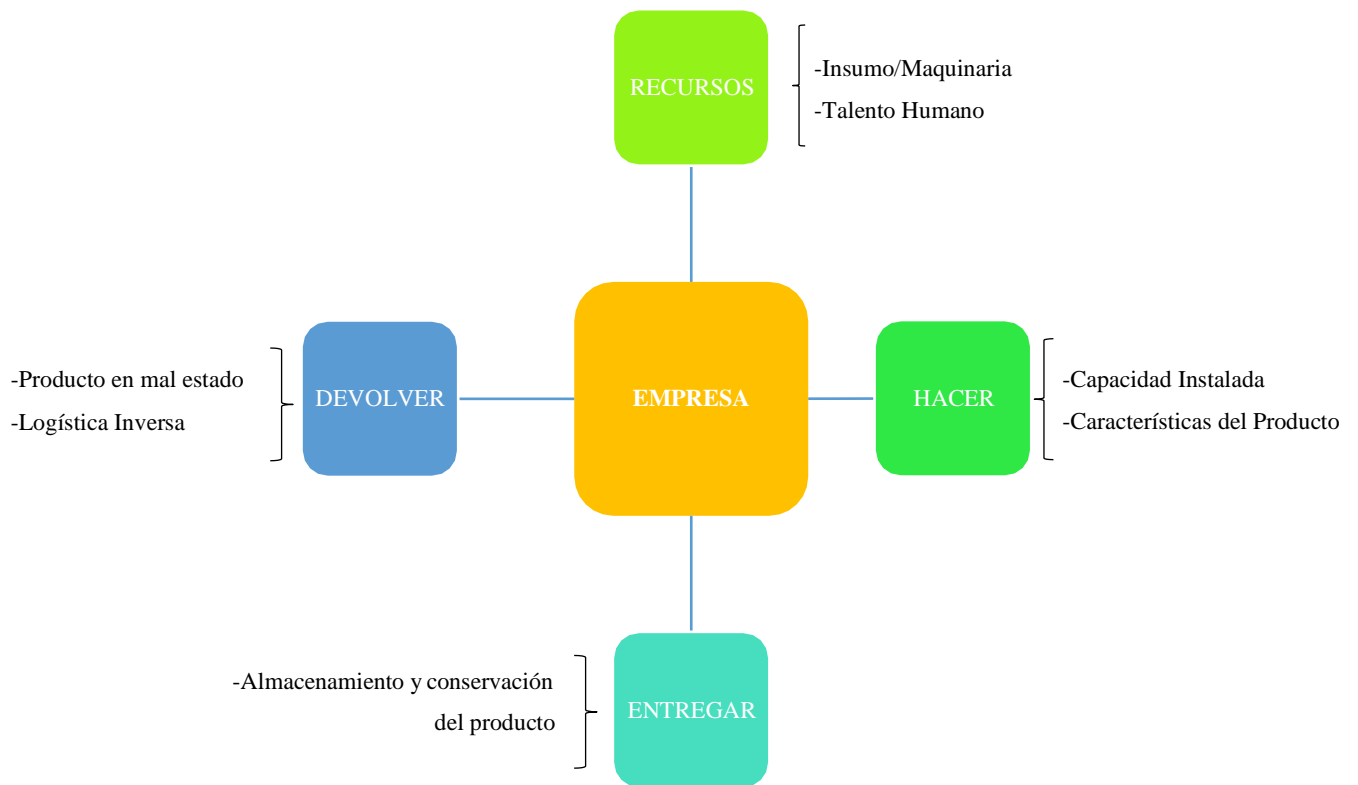 RECURSOS
-Insumo/Maquinaria
-Talento Humano
DEVOLVER
-Producto en mal estado
-Logística Inversa
EMPRESA
HACER
-Capacidad Instalada
-Características del Producto
ENTREGAR
-Almacenamiento y conservación
del producto